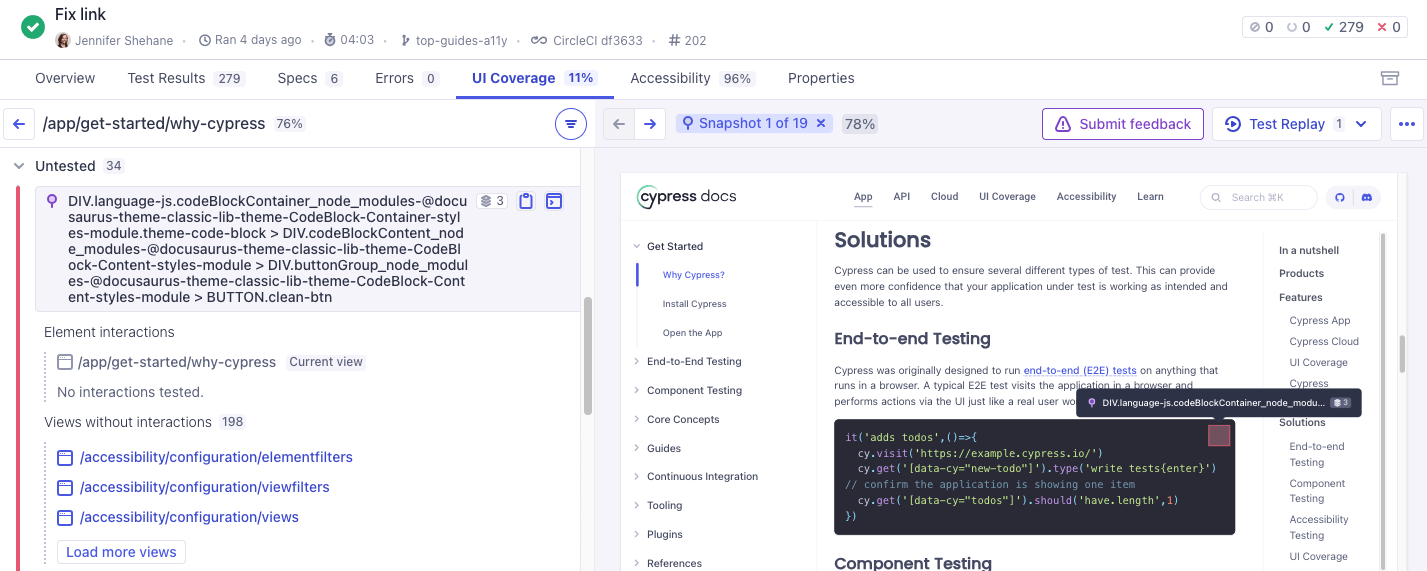 Fix link
Jennifer Shehane · Ran 4 days ago · 04:03 · top-guides-a11y · CircleCI df3633 · # 202
0 0 279 0
Overview Test Results 279 Specs 6 Errors 0 UI Coverage 11% Accessibility 96% Properties
/app/get-started/why-cypress 76%
Untested 34
DIV.language-js.codeBlockContainer_node_modules-@docu
saurus-theme-classic-lib-theme-CodeBlock-Container-styl
es-module.theme-code-block > DIV.codeBlockContent_nod
e_modules-@docusaurus-theme-classic-lib-theme-CodeBl
ock-Content-styles-module > DIV.buttonGroup_node_modul
es-@docusaurus-theme-classic-lib-theme-CodeBlock-Cont
ent-styles-module > BUTTON.clean-btn
3
Element interactions
/app/get-started/why-cypress Current view
No interactions tested.
Views without interactions 198
/accessibility/configuration/elementfilters
/accessibility/configuration/viewfilters
/accessibility/configuration/views
Load more views
Snapshot 1 of 19 × 78%
Submit feedback
Test Replay 1
cypress docs
App API Cloud UI Coverage Accessibility Learn
Search ⌘K
Get Started
Why Cypress?
Install Cypress
Open the App
End-to-End Testing
Component Testing
Core Concepts
Guides
Continuous Integration
Tooling
Plugins
References
Solutions
Cypress can be used to ensure several different types of test. This can provide
even more confidence that your application under test is working as intended and
accessible to all users.
End-to-end Testing
Cypress was originally designed to run end-to-end (E2E) tests on anything that
runs in a browser. A typical E2E test visits the application in a browser and
performs actions via the UI just like a real user wo
DIV.language-js.codeBlockContainer_node_modu... 3
it('adds todos',()=>{
cy.visit('https://example.cypress.io/')
cy.get('[data-cy="new-todo"]').type('write tests{enter}')
// confirm the application is showing one item
cy.get('[data-cy="todos"]').should('have.length',1)
})
Component Testing
In a nutshell
Products
Features
Cypress App
Cypress Cloud
UI Coverage
Cypress
Solutions
End-to-end
Testing
Component
Testing
Accessibility
Testing
UI Coverage